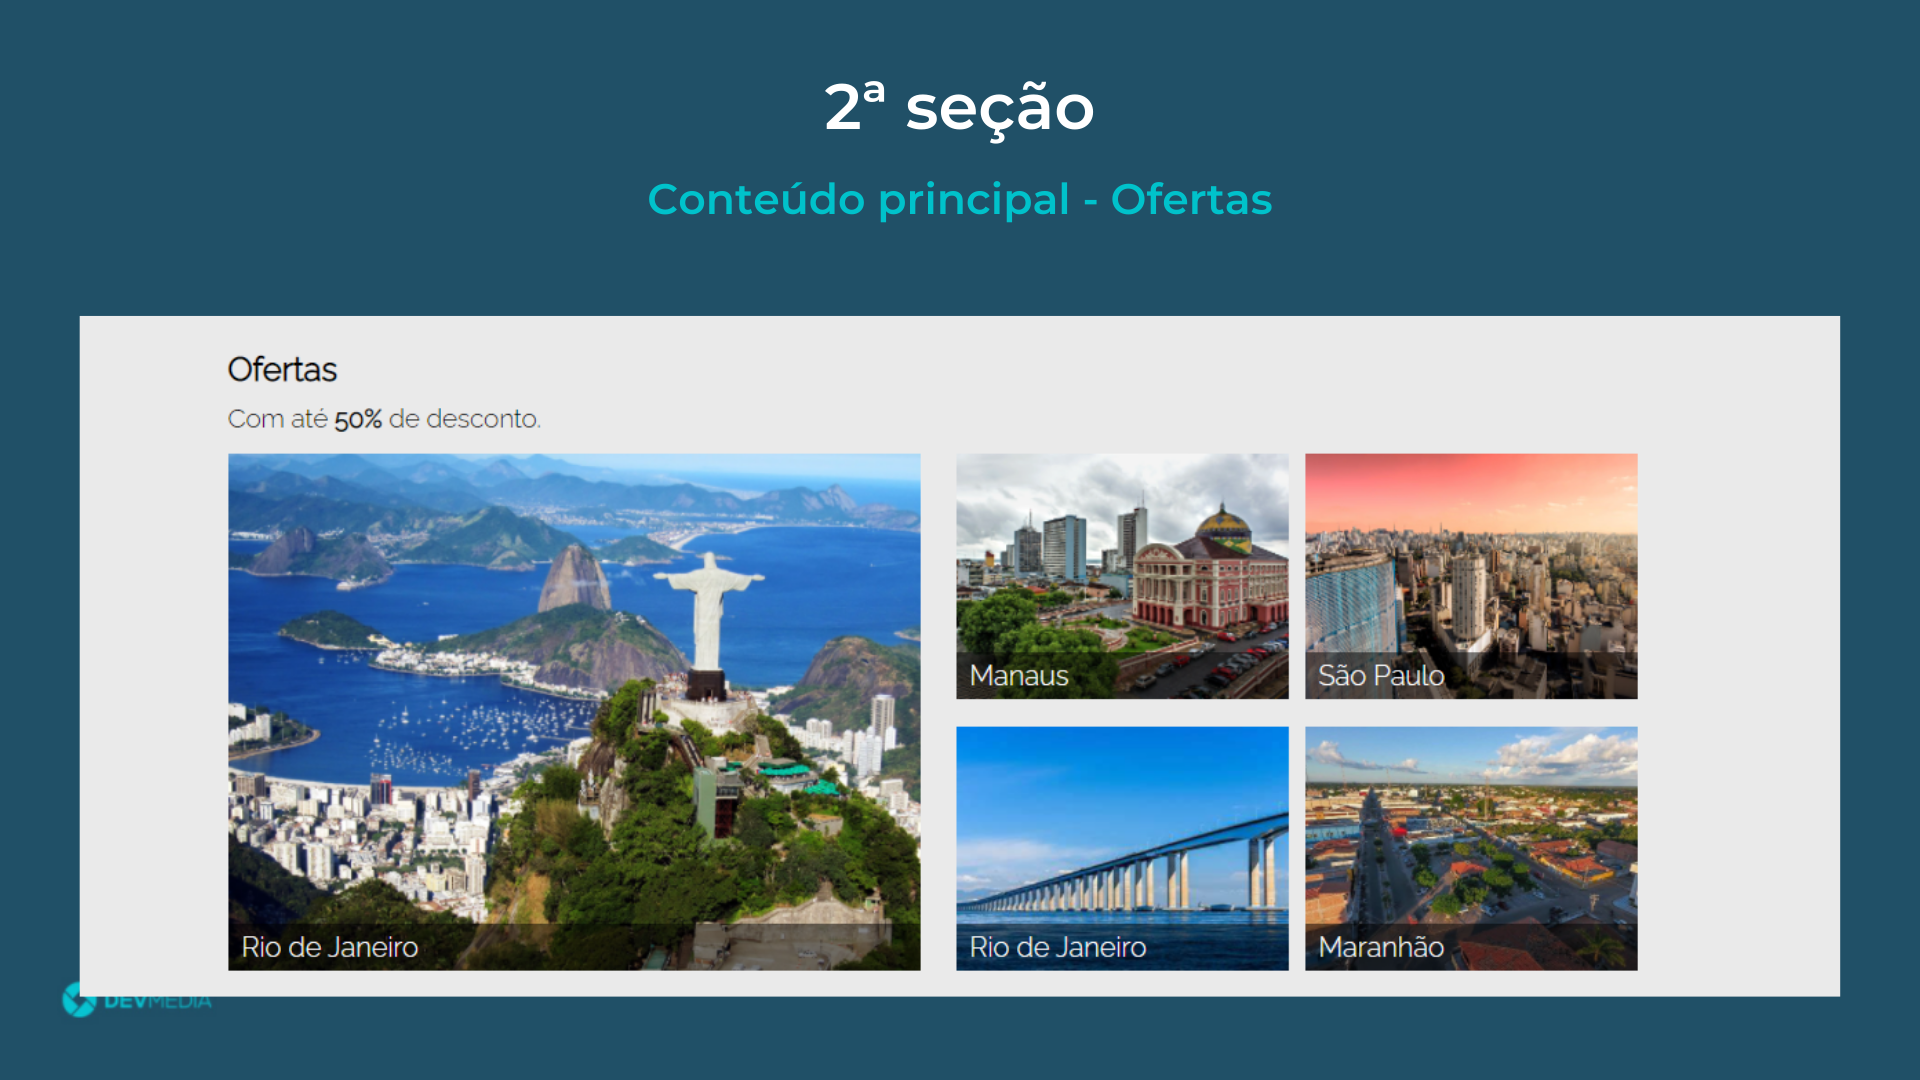 2ª seção
Conteúdo principal - Ofertas
Ofertas
Com até 50% de desconto.
Rio de Janeiro
Manaus
São Paulo
Rio de Janeiro
Maranhão
DEVMEDIA